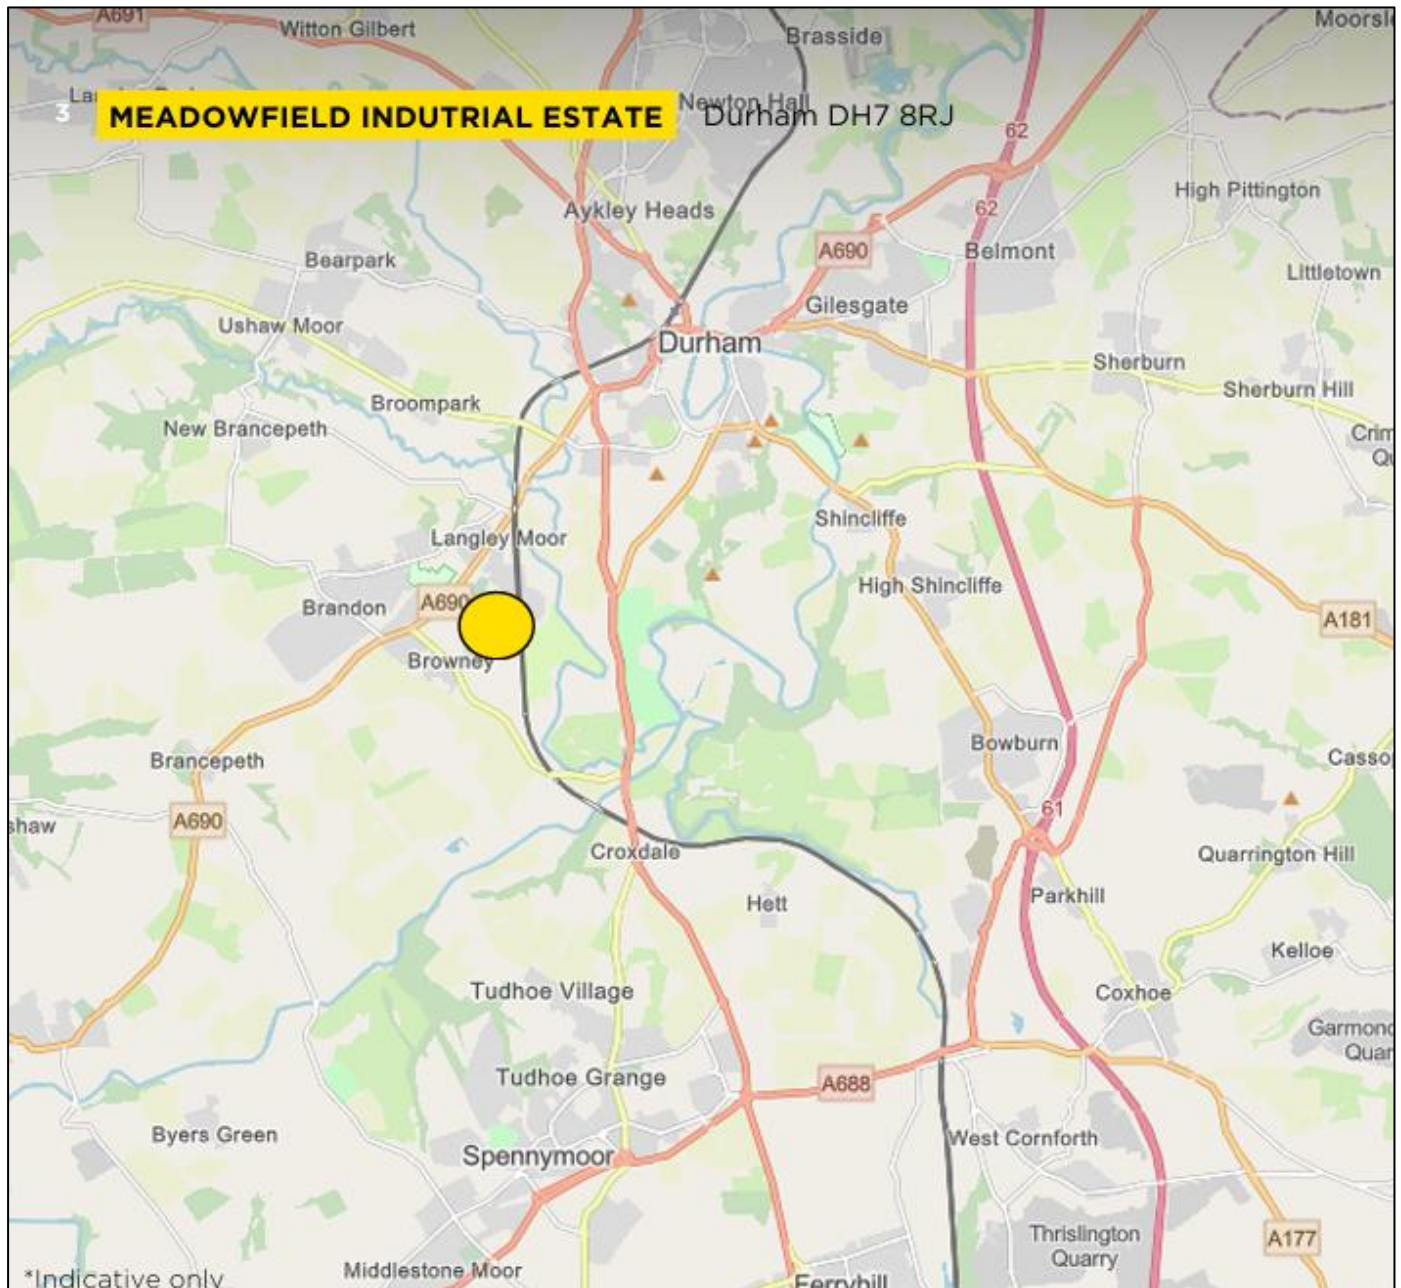 A691
Witton Gilbert
Brasside
3
MEADOWFIELD INDUTRIAL ESTATE
Newton Hall
Durham DH7 8RJ
62
High Pittington
Aykley Heads
62
A690
Belmont
Bearpark
Littletown
Gilesgate
Ushaw Moor
Durham
Sherburn
Sherburn Hill
Broompark
New Brancepeth
Shincliffe
Langley Moor
High Shincliffe
A690
Brandon
A181
Browney
Bowburn
Brancepeth
61
A690
Croxdale
Quarrington Hill
Parkhill
Hett
Kelloe
Tudhoe Village
Coxhoe
Tudhoe Grange
A688
Byers Green
West Cornforth
Spennymoor
Thrislington
Quarry
A177
*Indicative only
Middlestone Moor
Ferryhill